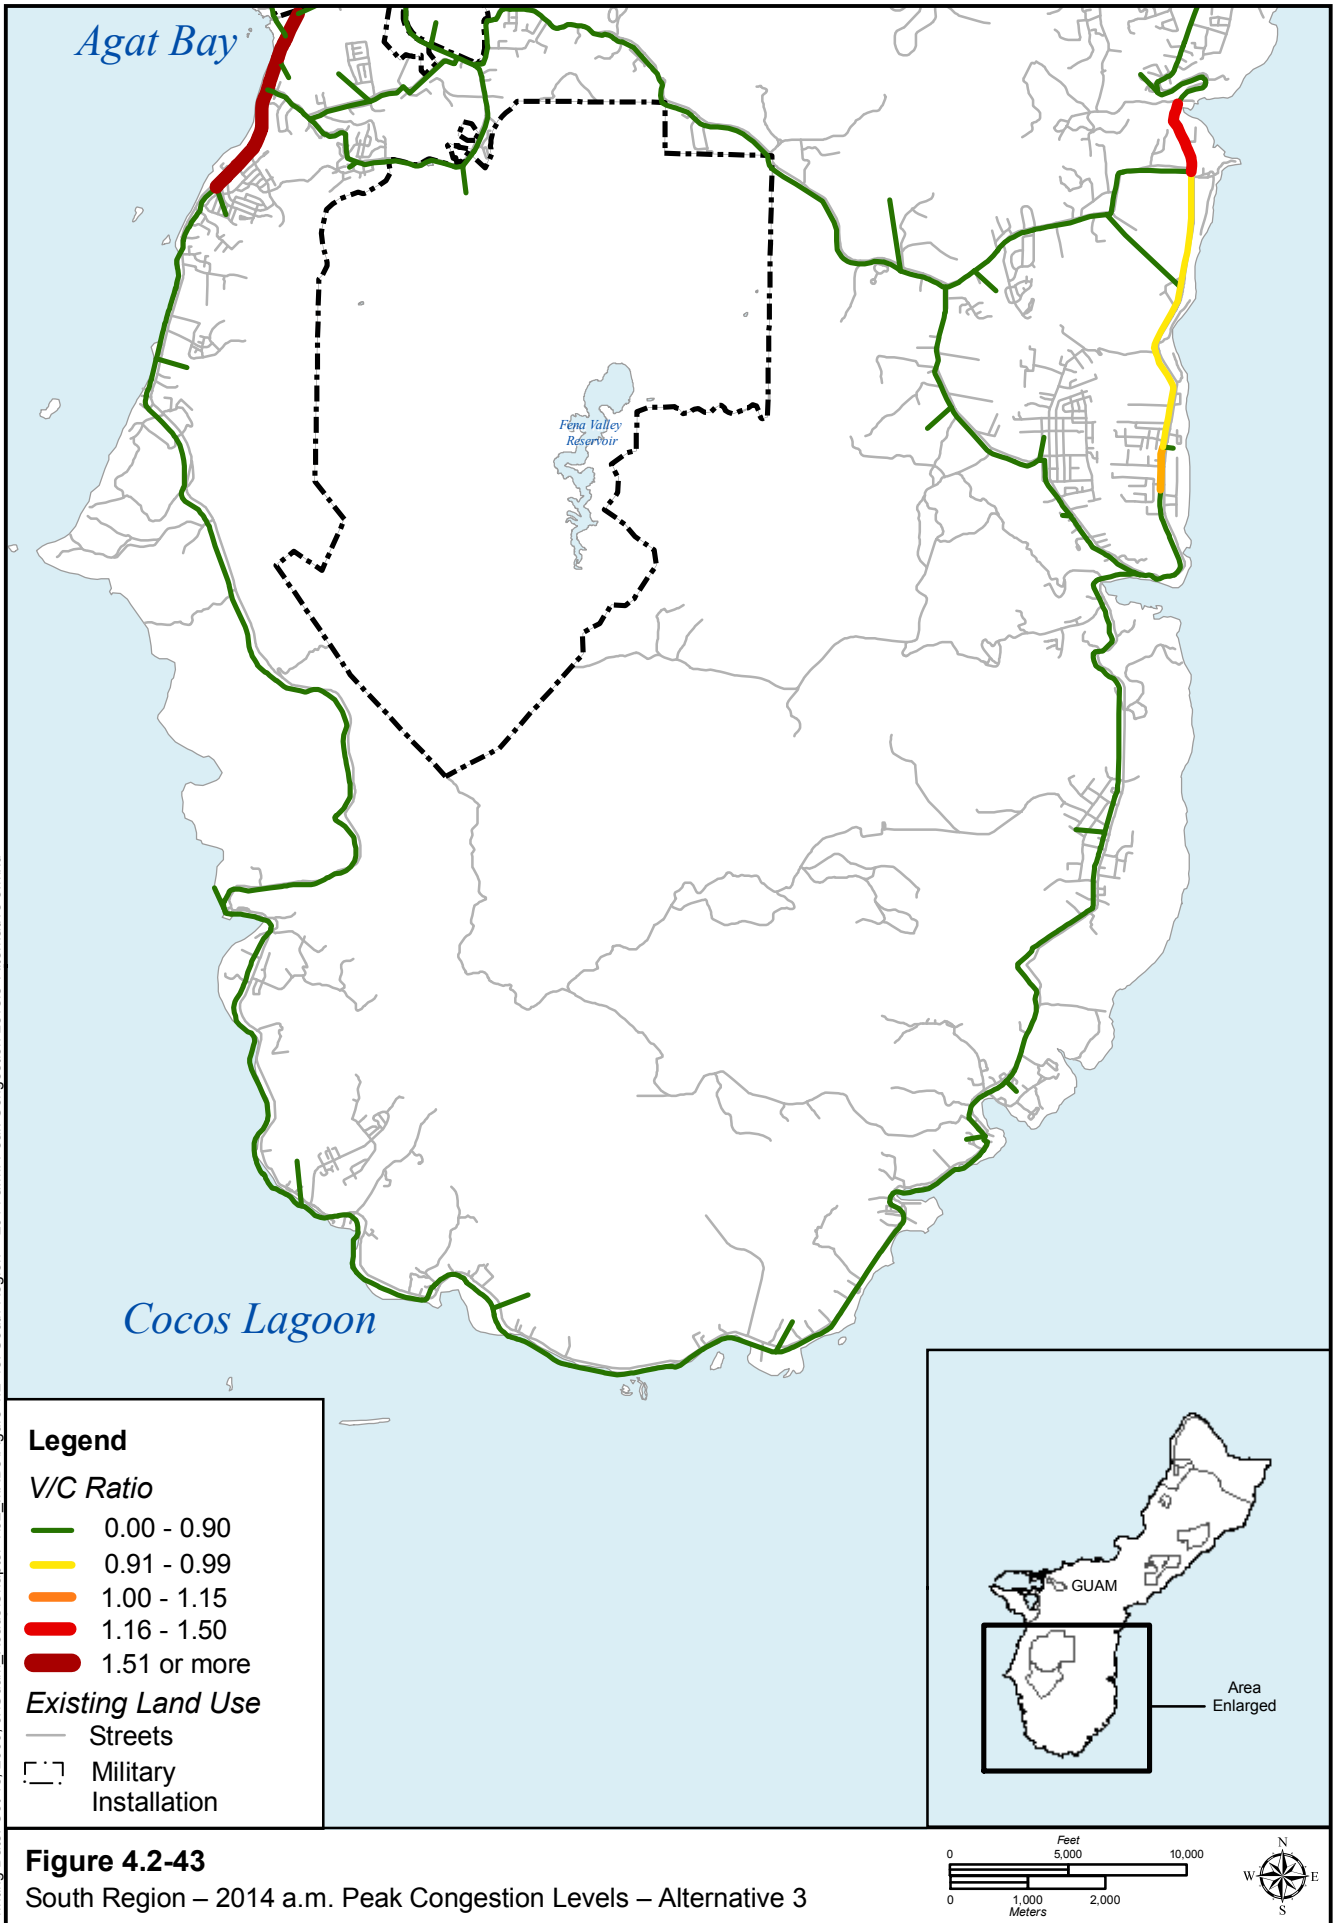 Agat Bay
Fena Valley
Reservoir
Cocos Lagoon
Legend
V/C Ratio
0.00 - 0.90
0.91 - 0.99
1.00 - 1.15
1.16 - 1.50
1.51 or more
Existing Land Use
Streets
Military
Installation
GUAM
Area
Enlarged
Figure 4.2-43
South Region – 2014 a.m. Peak Congestion Levels – Alternative 3
Feet
0 5,000 10,000
0 1,000 2,000
Meters
N
W E
S